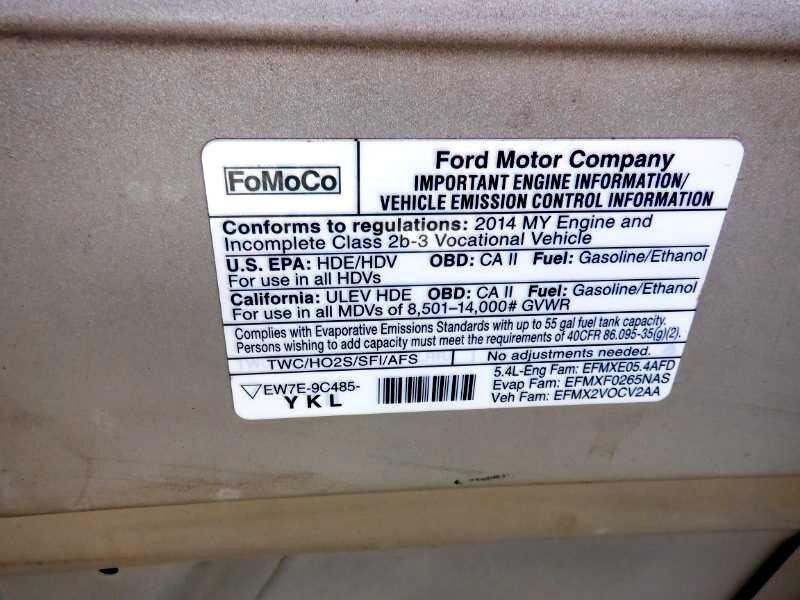 FoMoCo
Ford Motor Company
IMPORTANT ENGINE INFORMATION/
VEHICLE EMISSION CONTROL INFORMATION
Conforms to regulations: 2014 MY Engine and
Incomplete Class 2b-3 Vocational Vehicle
U.S. EPA: HDE/HDV OBD: CA II Fuel: Gasoline/Ethanol
For use in all HDVs
California: ULEV HDE OBD: CA II Fuel: Gasoline/Ethanol
For use in all MDVs of 8,501–14,000# GVWR
Complies with Evaporative Emissions Standards with up to 55 gal fuel tank capacity.
Persons wishing to add capacity must meet the requirements of 40CFR 86.095-35(g)(2).
TWC/HO2S/SFI/AFS
No adjustments needed.
EW7E-9C485-
YKL
5.4L-Eng Fam: EFMXE05.4AFD
Evap Fam: EFMXF0265NAS
Veh Fam: EFMX2VOCV2AA